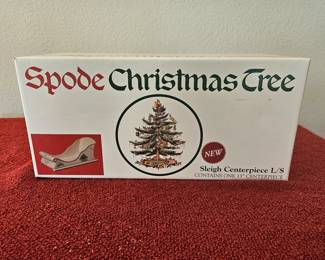 Spode Christmas Tree
NEW
Sleigh Centerpiece L/S
CONTAINS ONE 13" CENTERPIECE